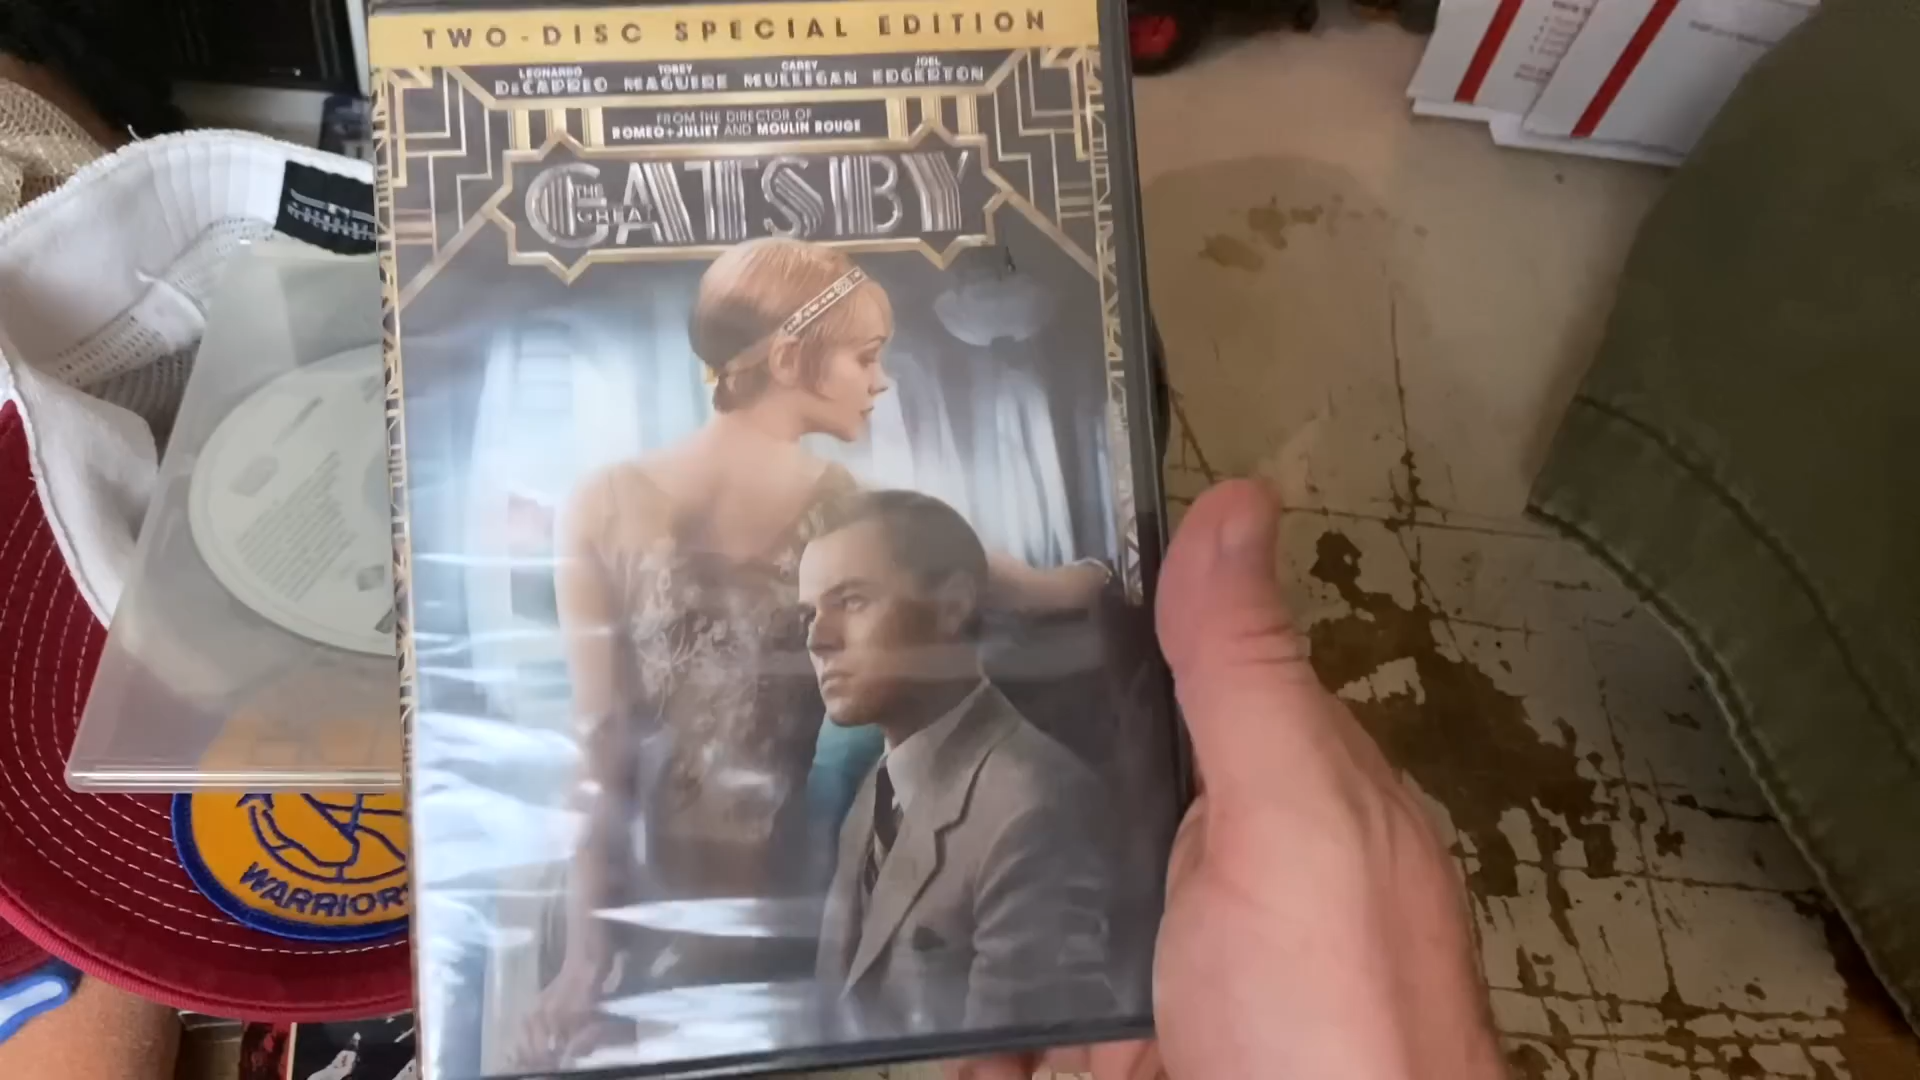 TWO-DISC SPECIAL EDITION
LEONARDO DiCAPRIO TOBEY MAGUIRE CAREY MULLIGAN JOEL EDGERTON
FROM THE DIRECTOR OF
ROMEO+JULIET AND MOULIN ROUGE
THE GREAT GATSBY
WARRIORS